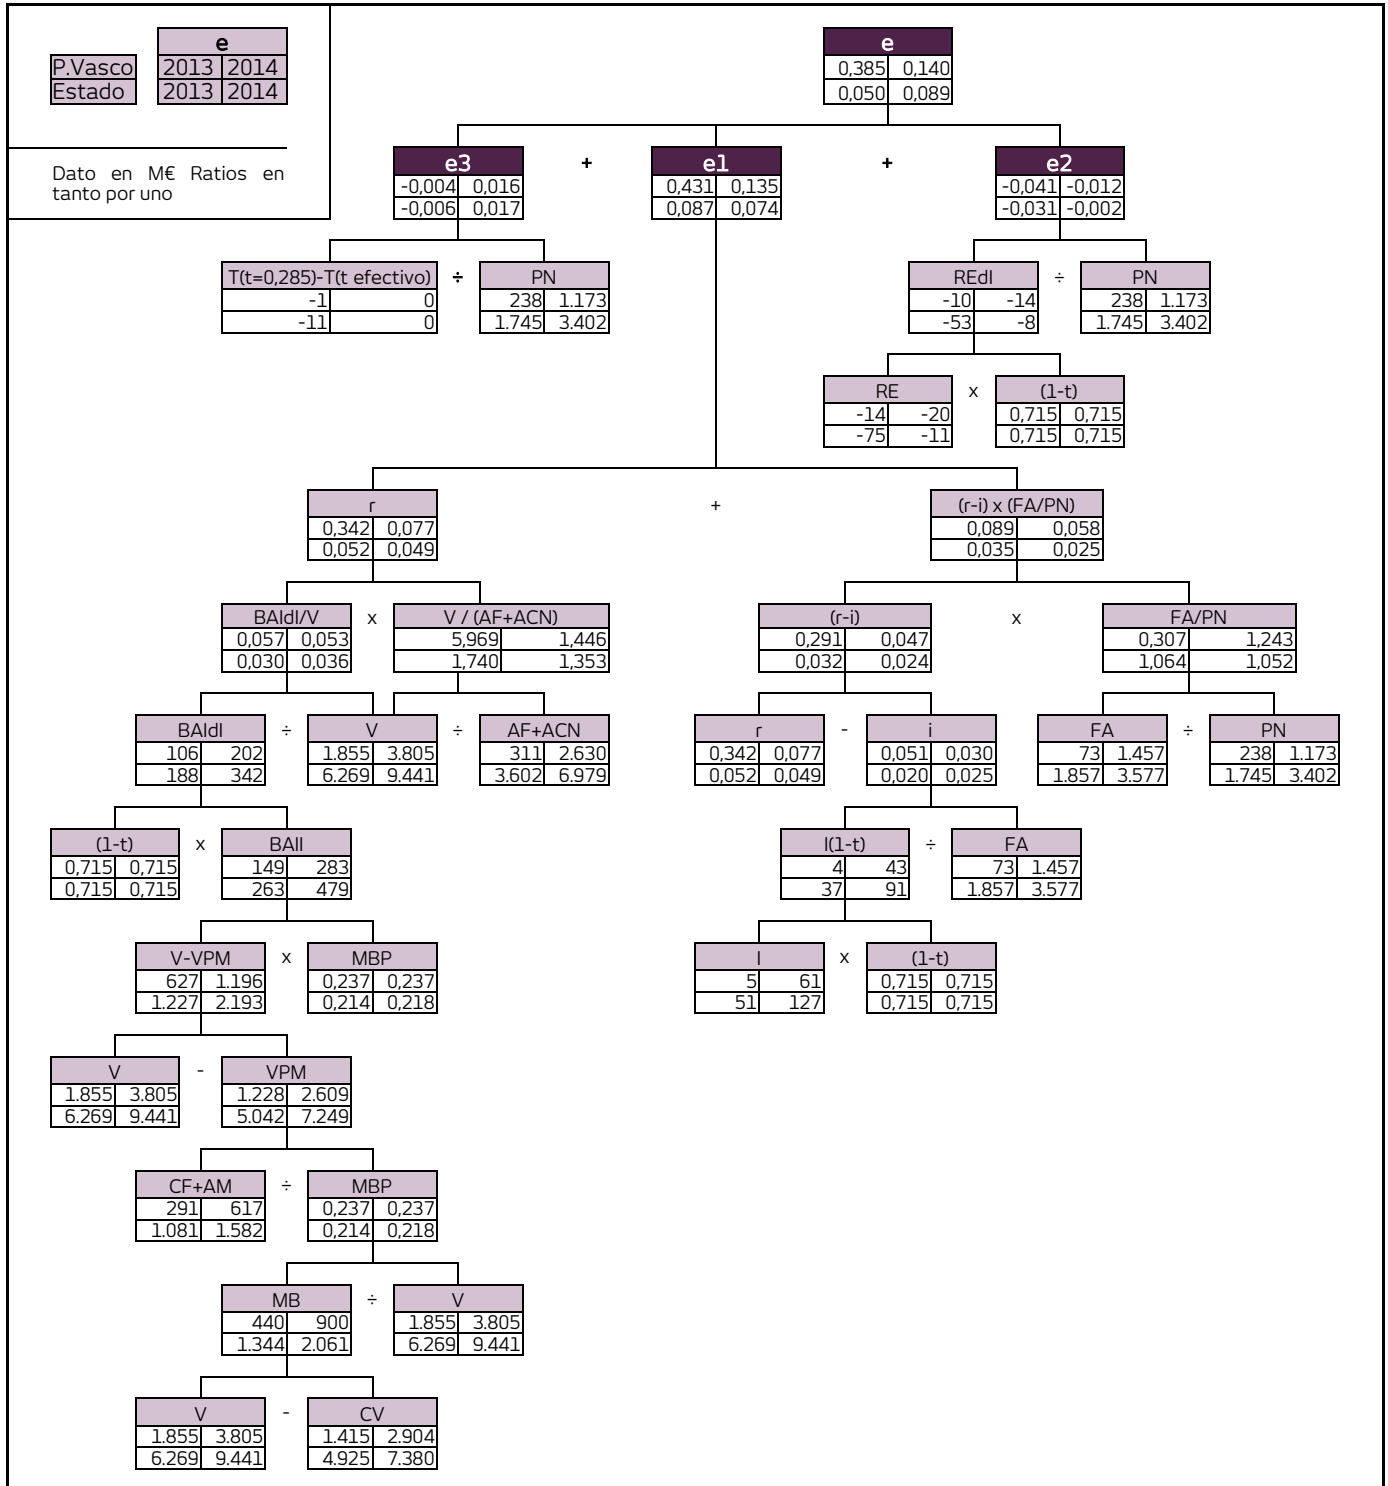 e
P.Vasco 2013 2014
Estado 2013 2014
Dato en M€ Ratios en
tanto por uno
e
0,385 0,140
0,050 0,089
e3 + e1 + e2
-0,004 0,016 0,431 0,135 -0,041 -0,012
-0,006 0,017 0,087 0,074 -0,031 -0,002
T(t=0,285)-T(t efectivo) ÷ PN REdI ÷ PN
-1 0 238 1.173 -10 -14 238 1.173
-11 0 1.745 3.402 -53 -8 1.745 3.402
RE x (1-t)
-14 -20 0,715 0,715
-75 -11 0,715 0,715
r + (r-i) x (FA/PN)
0,342 0,077 0,089 0,058
0,052 0,049 0,035 0,025
BAIdI/V x V / (AF+ACN) (r-i) x FA/PN
0,057 0,053 5,969 1,446 0,291 0,047 0,307 1,243
0,030 0,036 1,740 1,353 0,032 0,024 1,064 1,052
BAIdI ÷ V ÷ AF+ACN r - i FA ÷ PN
106 202 1.855 3.805 311 2.630 0,342 0,077 0,051 0,030 73 1.457 238 1.173
188 342 6.269 9.441 3.602 6.979 0,052 0,049 0,020 0,025 1.857 3.577 1.745 3.402
(1-t) x BAII I(1-t) ÷ FA
0,715 0,715 149 283 4 43 73 1.457
0,715 0,715 263 479 37 91 1.857 3.577
V-VPM x MBP I x (1-t)
627 1.196 0,237 0,237 5 61 0,715 0,715
1.227 2.193 0,214 0,218 51 127 0,715 0,715
V - VPM
1.855 3.805 1.228 2.609
6.269 9.441 5.042 7.249
CF+AM ÷ MBP
291 617 0,237 0,237
1.081 1.582 0,214 0,218
MB ÷ V
440 900 1.855 3.805
1.344 2.061 6.269 9.441
V - CV
1.855 3.805 1.415 2.904
6.269 9.441 4.925 7.380